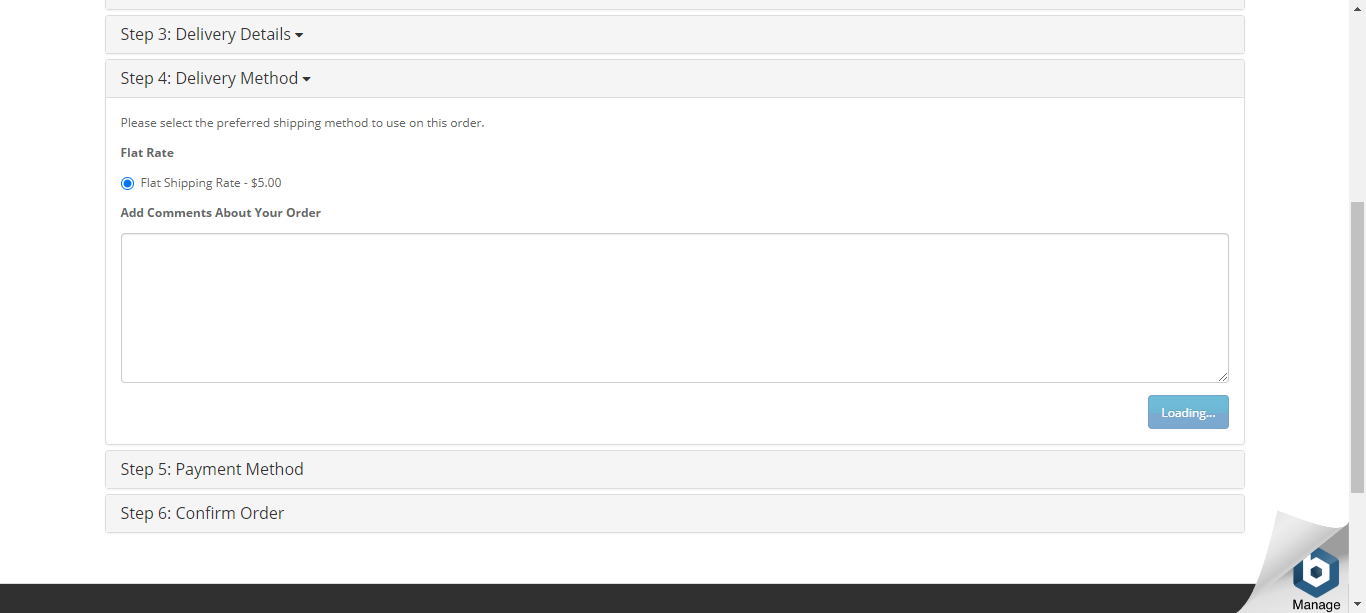 Step 3: Delivery Details
Step 4: Delivery Method
Please select the preferred shipping method to use on this order.
Flat Rate
Flat Shipping Rate - $5.00
Add Comments About Your Order
Loading...
Step 5: Payment Method
Step 6: Confirm Order
Manage